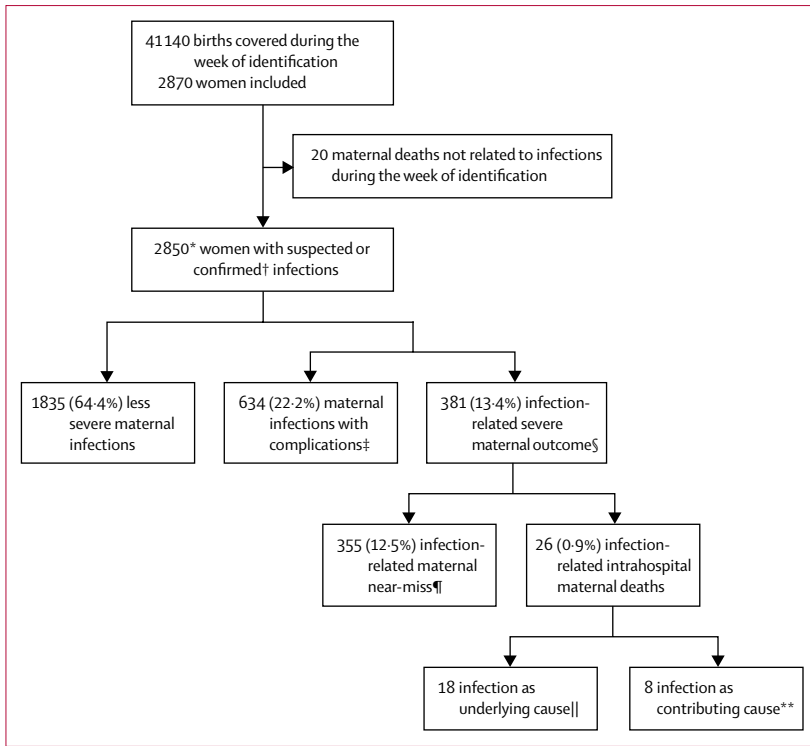 41140 births covered during the
week of identification
2870 women included
20 maternal deaths not related to infections
during the week of identification
2850* women with suspected or
confirmed† infections
1835 (64·4%) less
severe maternal
infections
634 (22·2%) maternal
infections with
complications‡
381 (13·4%) infection-
related severe
maternal outcome§
355 (12·5%) infection-
related maternal
near-miss¶
26 (0·9%) infection-
related intrahospital
maternal deaths
18 infection as
underlying cause||
8 infection as
contributing cause**